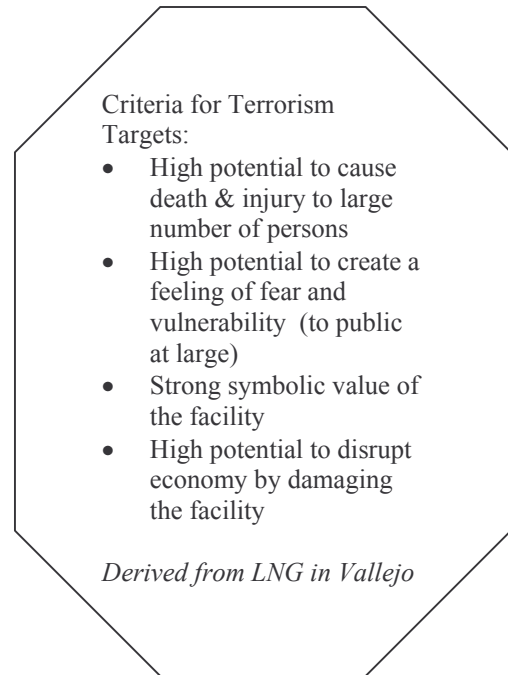 Criteria for Terrorism
Targets:
• High potential to cause
death & injury to large
number of persons
• High potential to create a
feeling of fear and
vulnerability (to public
at large)
• Strong symbolic value of
the facility
• High potential to disrupt
economy by damaging
the facility
Derived from LNG in Vallejo